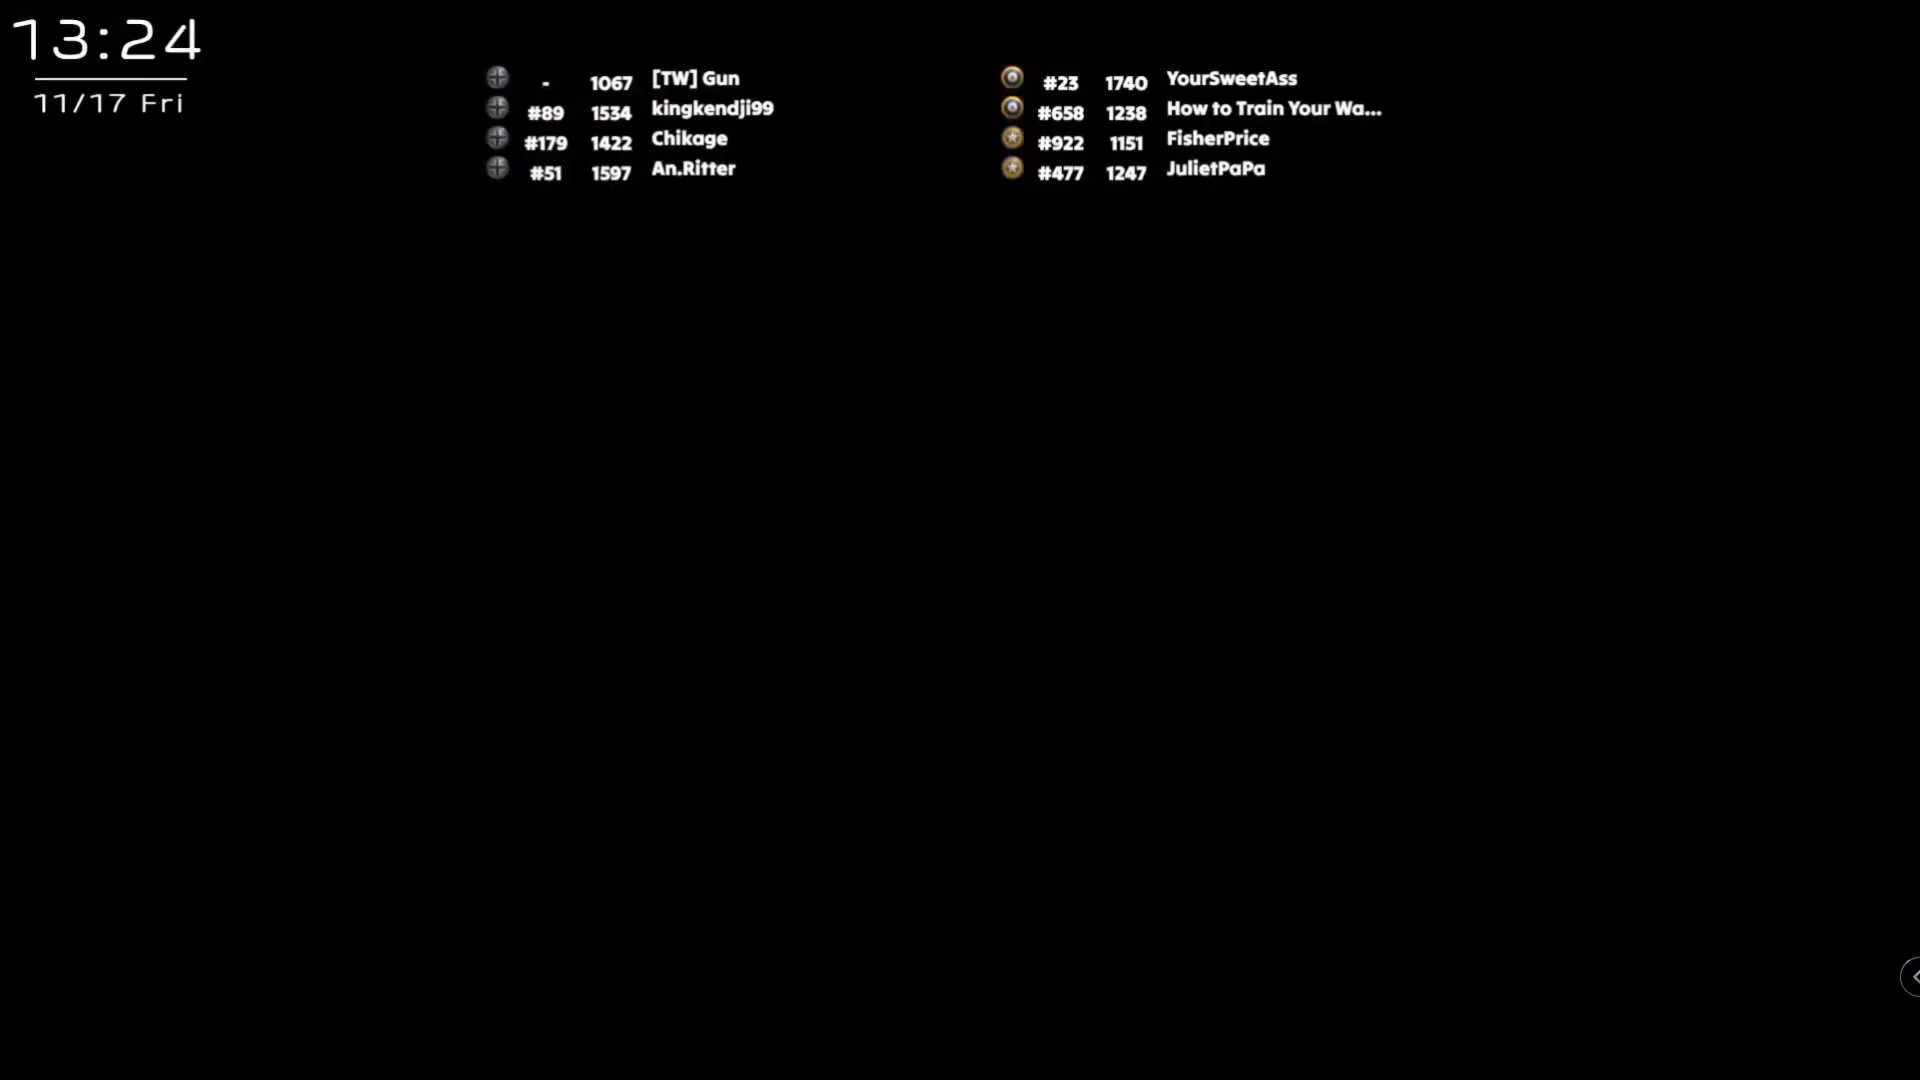 13:24
11/17 Fri
- 1067 [TW] Gun
#89 1534 kingkendji99
#179 1422 Chikage
#51 1597 An.Ritter
#23 1740 YourSweetAss
#658 1238 How to Train Your Wa...
#922 1151 FisherPrice
#477 1247 JulietPaPa